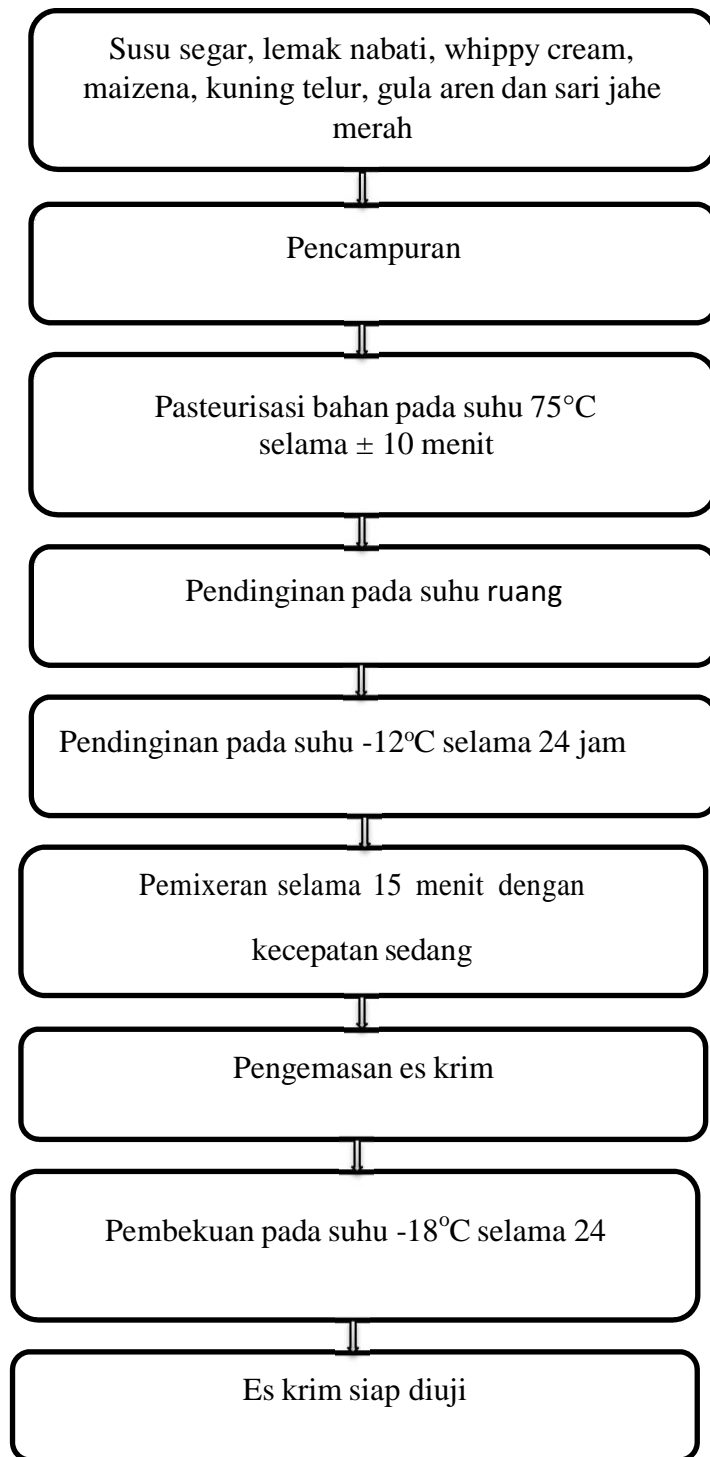 Susu segar, lemak nabati, whippy cream,
maizena, kuning telur, gula aren dan sari jahe
merah
Pencampuran
Pasteurisasi bahan pada suhu 75°C
selama ± 10 menit
Pendinginan pada suhu ruang
Pendinginan pada suhu -12°C selama 24 jam
Pemixeran selama 15 menit dengan
kecepatan sedang
Pengemasan es krim
Pembekuan pada suhu -18°C selama 24
Es krim siap diuji